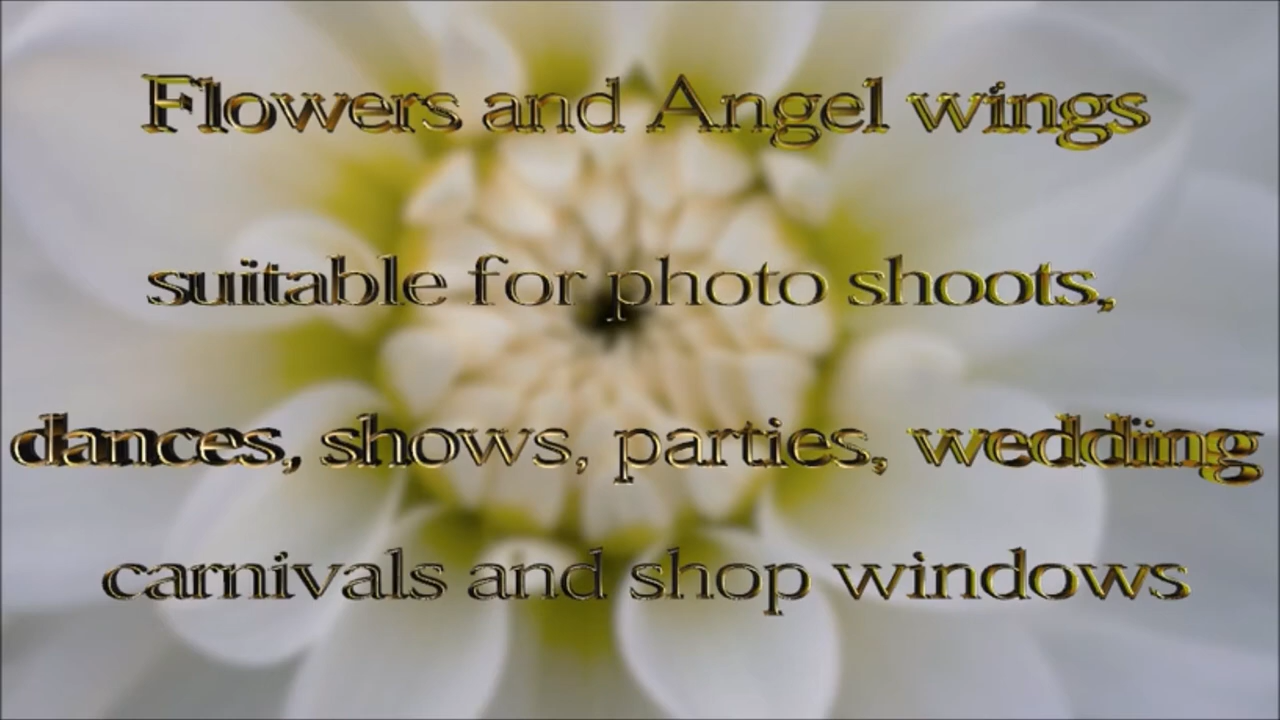 Flowers and Angel wings
suitable for photo shoots,
dances, shows, parties, wedding
carnivals and shop windows